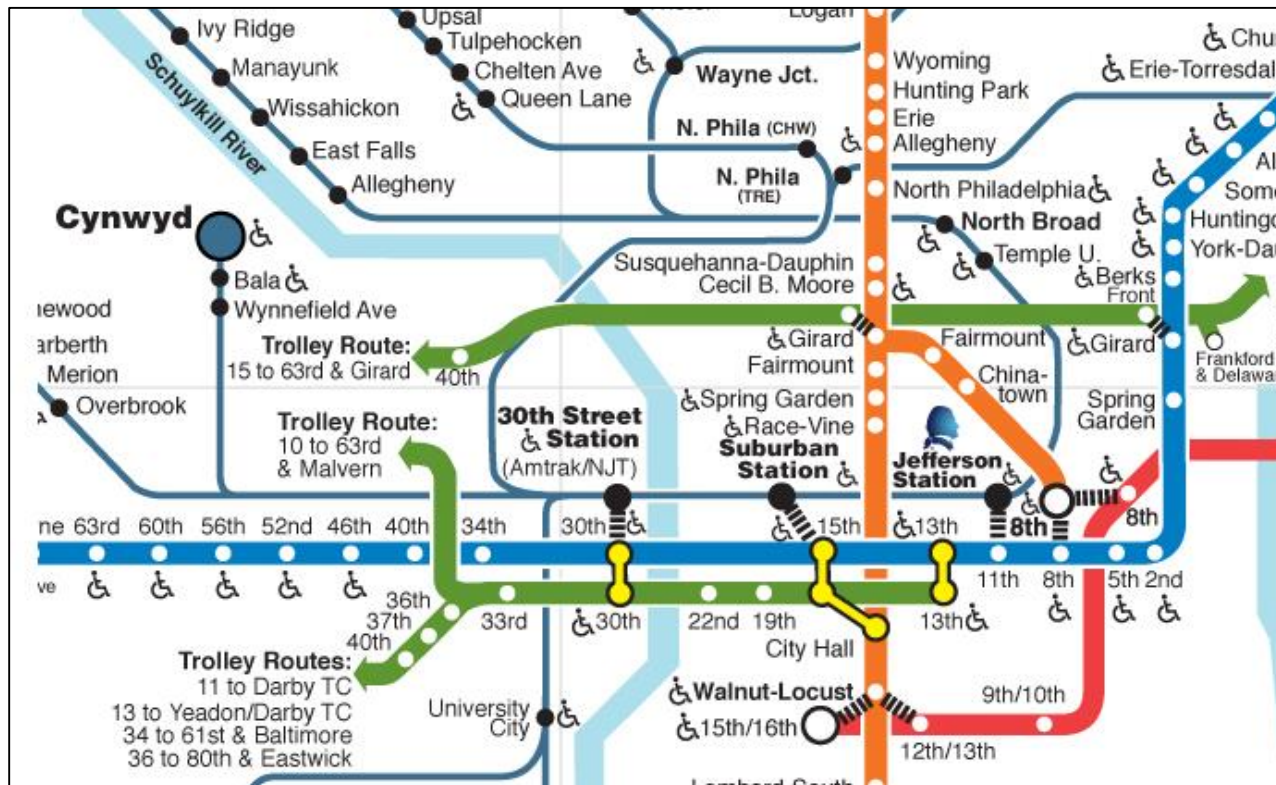 Ivy Ridge
Manayunk
Wissahickon
East Falls
Allegheny
Schuylkill River
Upsal
Tulpehocken
Chelten Ave
Queen Lane
Wayne Jct.
N. Phila (CHW)
N. Phila
(TRE)
Logan
Wyoming
Hunting Park
Erie
Allegheny
North Philadelphia
Susquehanna-Dauphin
Cecil B. Moore
Girard
Fairmount
Spring Garden
Race-Vine
North Broad
Temple U.
Erie-Torresdal
Berks
Front
Girard
Frankford
Spring
Garden
Cynwyd
Bala
Wynnefield Ave
Merion
Overbrook
Trolley Route:
15 to 63rd & Girard
40th
Trolley Route:
10 to 63rd
& Malvern
30th Street
Station
(Amtrak/NJT)
Suburban
Station
Jefferson
Station
Fairmount
China-
town
8th
8th
63rd
60th
56th
52nd
46th
40th
34th
30th
15th
13th
11th
8th
5th
2nd
36th
37th
40th
33rd
30th
22nd
19th
13th
City Hall
Trolley Routes:
11 to Darby TC
13 to Yeadon/Darby TC
34 to 61st & Baltimore
36 to 80th & Eastwick
University
City
Walnut-Locust
15th/16th
12th/13th
9th/10th